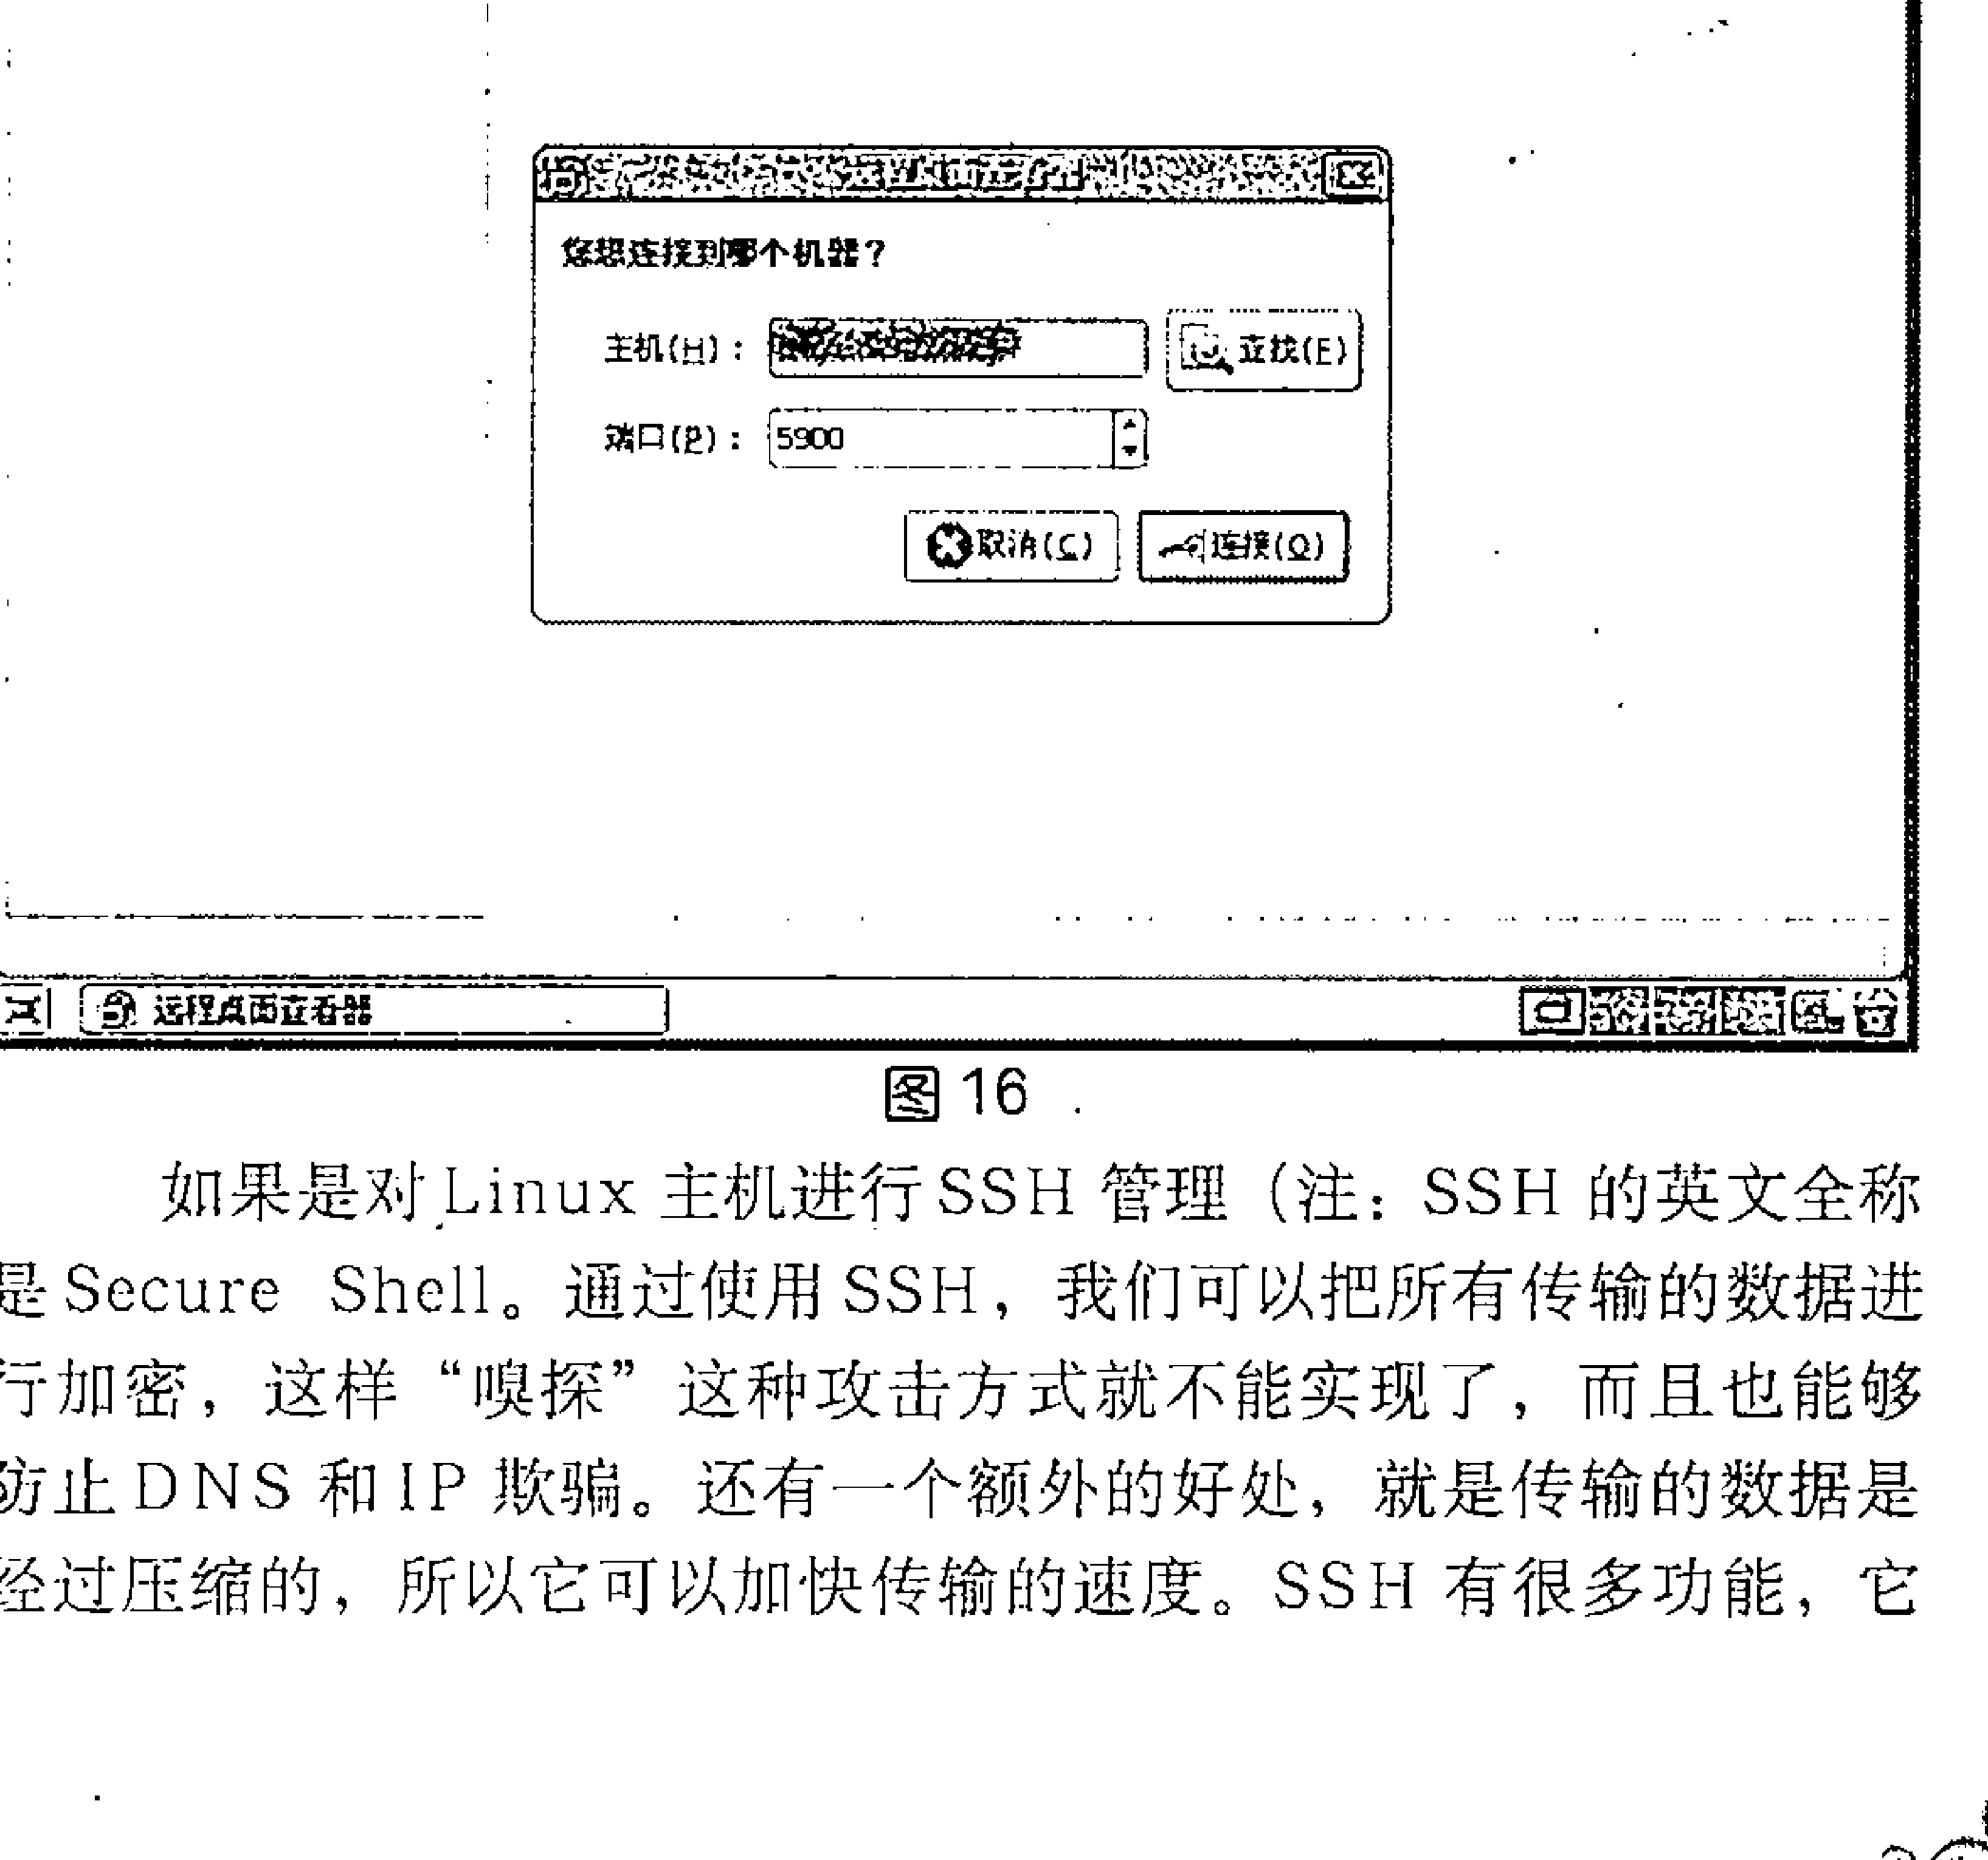 远程桌面查看器
您想连接到哪个机器？
主机(H)：
查找(E)
端口(P)：5900
取消(C) 连接(O)
远程桌面查看器
图 16
如果是对 Linux 主机进行 SSH 管理（注：SSH 的英文全称
是 Secure Shell。通过使用 SSH，我们可以把所有传输的数据进
行加密，这样“嗅探”这种攻击方式就不能实现了，而且也能够
防止 DNS 和 IP 欺骗。还有一个额外的好处，就是传输的数据是
经过压缩的，所以它可以加快传输的速度。SSH 有很多功能，它